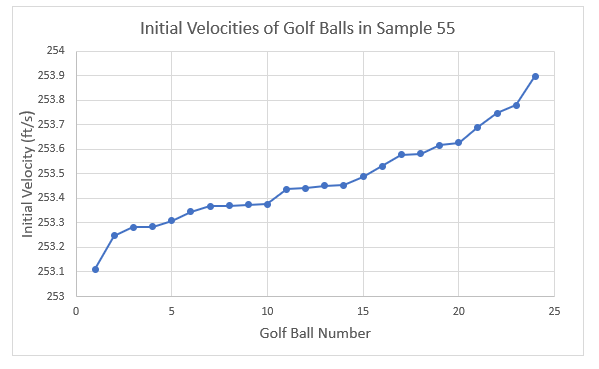 Initial Velocities of Golf Balls in Sample 55
Initial Velocity (ft/s)
254
253.9
253.8
253.7
253.6
253.5
253.4
253.3
253.2
253.1
253
0 5 10 15 20 25
Golf Ball Number